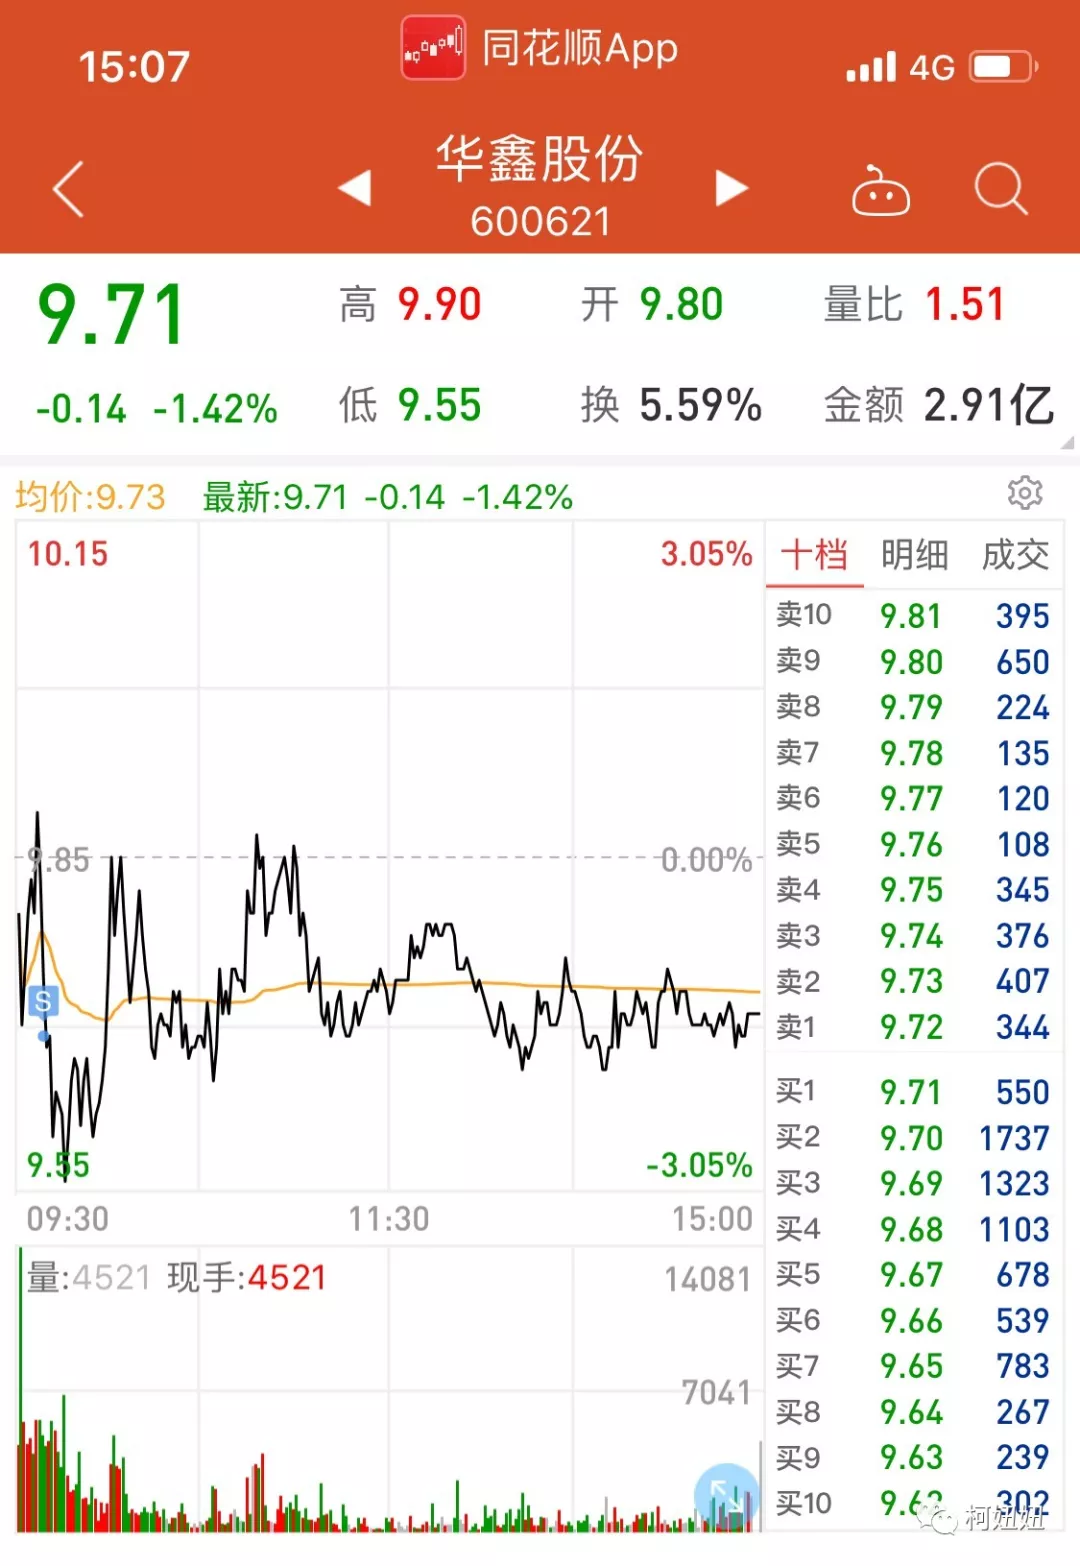 15:07 同花顺App 4G
华鑫股份
600621
9.71 高 9.90 开 9.80 量比 1.51
-0.14 -1.42% 低 9.55 换 5.59% 金额 2.91亿
均价:9.73 最新:9.71 -0.14 -1.42%
10.15 3.05%
9.85 0.00%
S
9.55 -3.05%
09:30 11:30 15:00
量:4521 现手:4521 14081
7041
十档 明细 成交
卖10 9.81 395
卖9 9.80 650
卖8 9.79 224
卖7 9.78 135
卖6 9.77 120
卖5 9.76 108
卖4 9.75 345
卖3 9.74 376
卖2 9.73 407
卖1 9.72 344
买1 9.71 550
买2 9.70 1737
买3 9.69 1323
买4 9.68 1103
买5 9.67 678
买6 9.66 539
买7 9.65 783
买8 9.64 267
买9 9.63 239
买10 9.62 302
柯妞妞